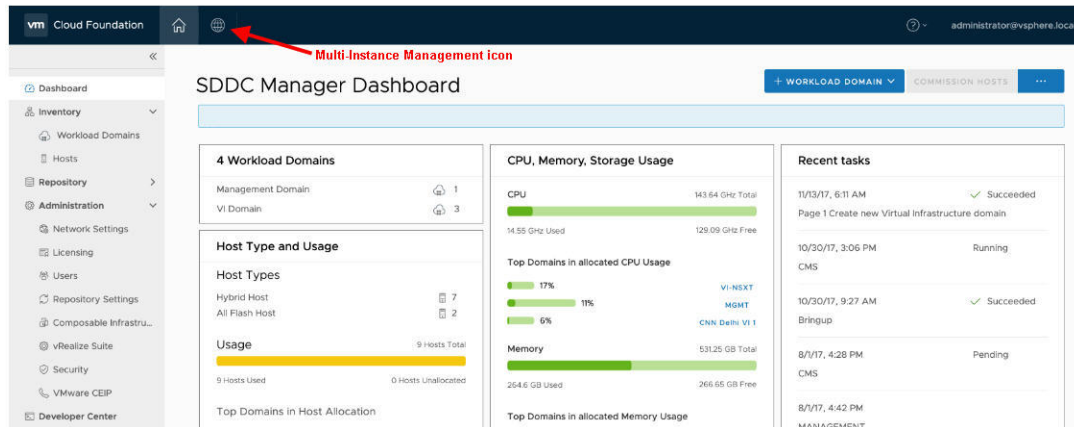 vm Cloud Foundation
administrator@vsphere.loca
Multi-Instance Management icon
Dashboard
Inventory
Workload Domains
Hosts
Repository
Administration
Network Settings
Licensing
Users
Repository Settings
Composable Infrastru...
vRealize Suite
Security
VMware CEIP
Developer Center
SDDC Manager Dashboard
+ WORKLOAD DOMAIN
COMMISSION HOSTS
...
4 Workload Domains
Management Domain 1
VI Domain 3
Host Type and Usage
Host Types
Hybrid Host 7
All Flash Host 2
Usage 9 Hosts Total
9 Hosts Used 0 Hosts Unallocated
Top Domains in Host Allocation
CPU, Memory, Storage Usage
CPU 143.64 GHz Total
14.55 GHz Used 129.09 GHz Free
Top Domains in allocated CPU Usage
17% VI-NSXT
11% MGMT
6% CNN Delhi VI 1
Memory 531.25 GB Total
264.6 GB Used 266.65 GB Free
Top Domains in allocated Memory Usage
Recent tasks
11/13/17, 6:11 AM Succeeded
Page 1 Create new Virtual Infrastructure domain
10/30/17, 3:06 PM Running
CMS
10/30/17, 9:27 AM Succeeded
Bringup
8/1/17, 4:28 PM Pending
CMS
8/1/17, 4:42 PM
MANAGEMENT